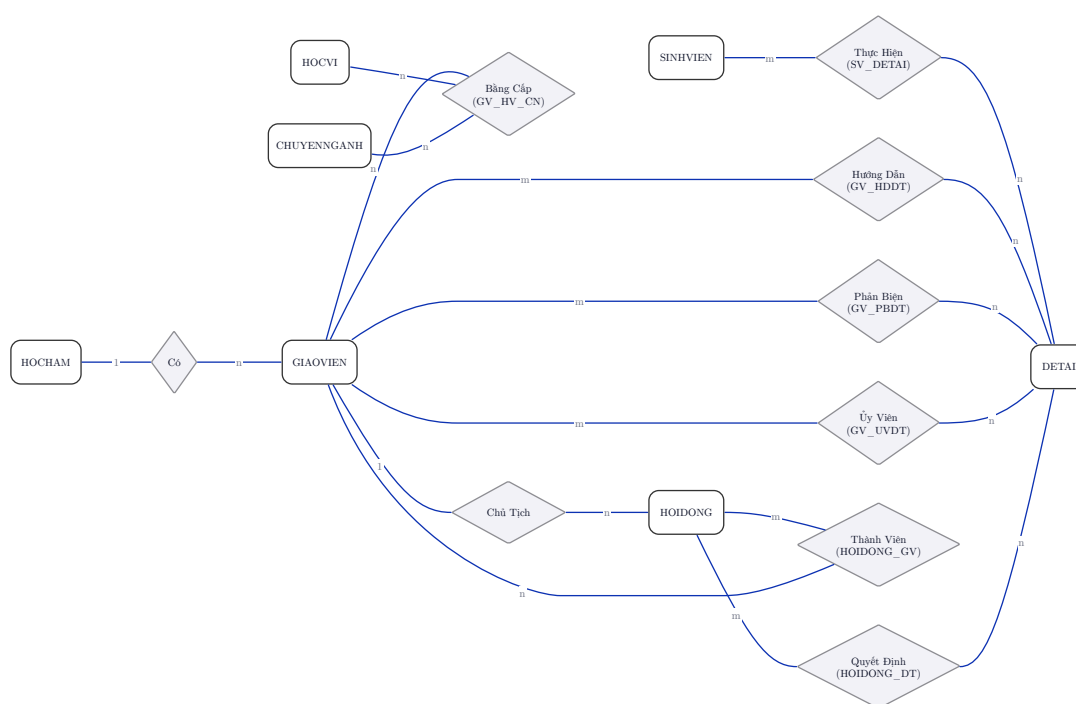 HOCVI
n
Bằng Cấp
(GV_HV_CN)
CHUYENNGANH
n
n
SINHVIEN
m
Thực Hiện
(SV_DETAI)
n
m
Hướng Dẫn
(GV_HDDT)
n
m
Phản Biện
(GV_PBDT)
n
HOCHAM
1
Có
n
GIAOVIEN
DETAI
m
Ủy Viên
(GV_UVDT)
n
1
Chủ Tịch
n
HOIDONG
m
Thành Viên
(HOIDONG_GV)
n
n
m
Quyết Định
(HOIDONG_DT)